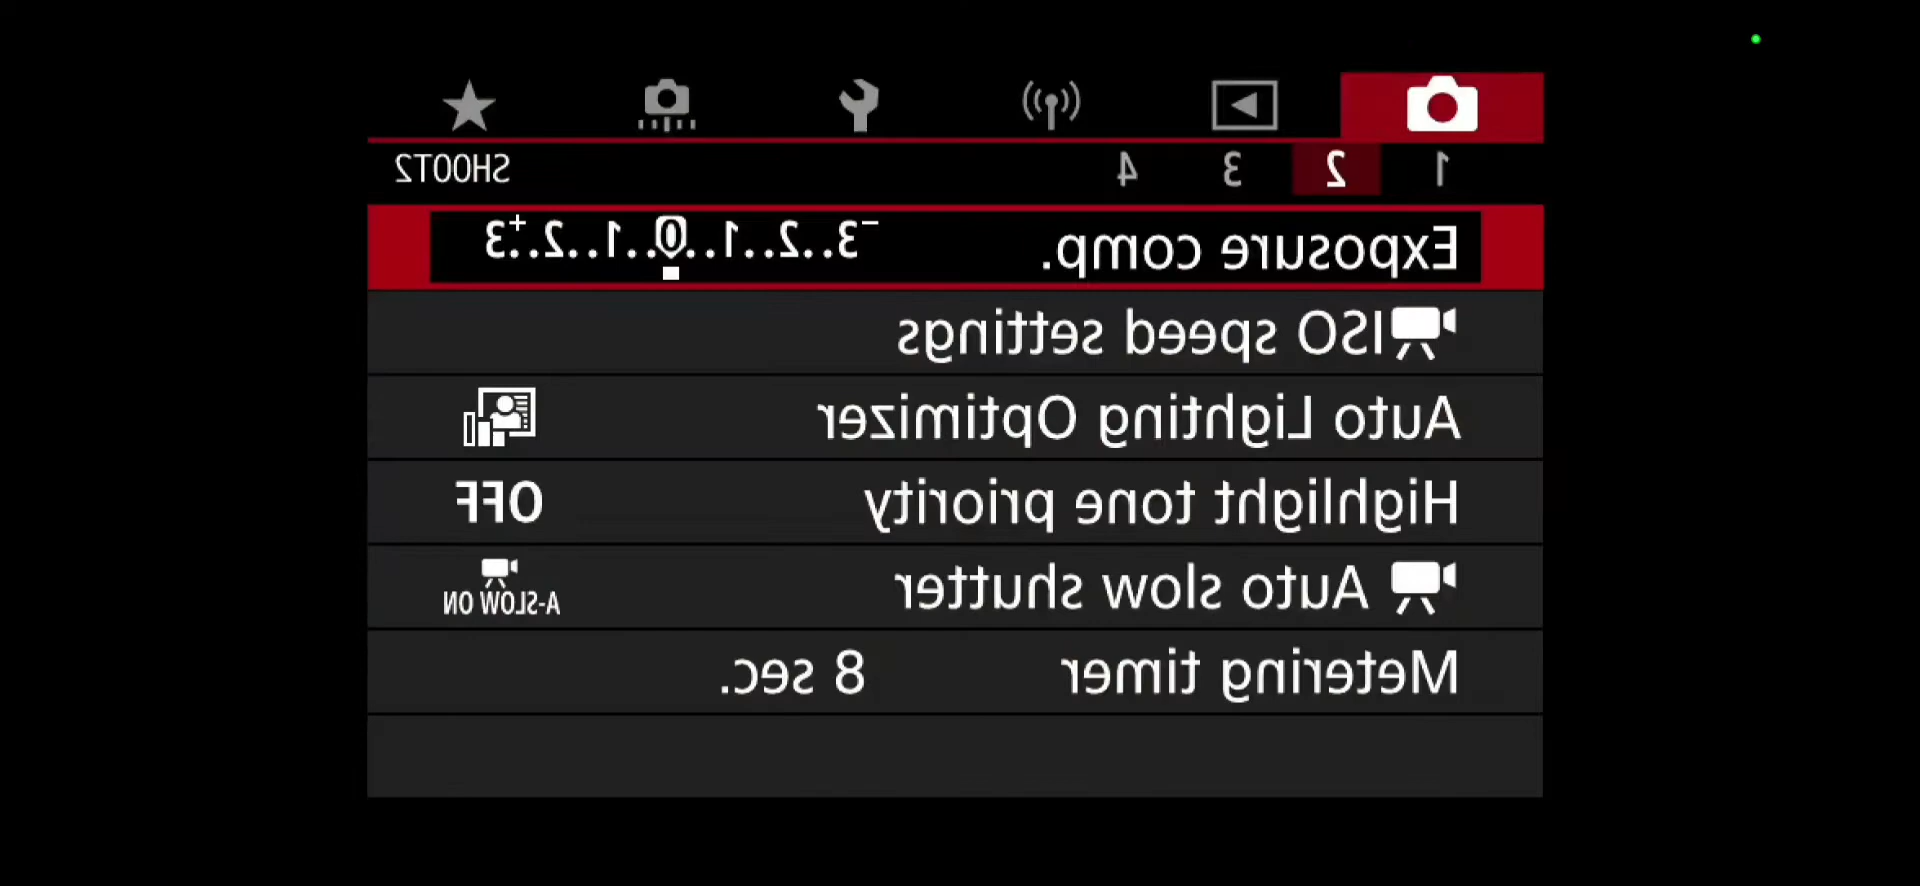 1 2 3 4 SHOOT2
Exposure comp. −3..2..1..0..1..2..+3
ISO speed settings
Auto Lighting Optimizer
Highlight tone priority OFF
Auto slow shutter A-SLOW ON
Metering timer 8 sec.